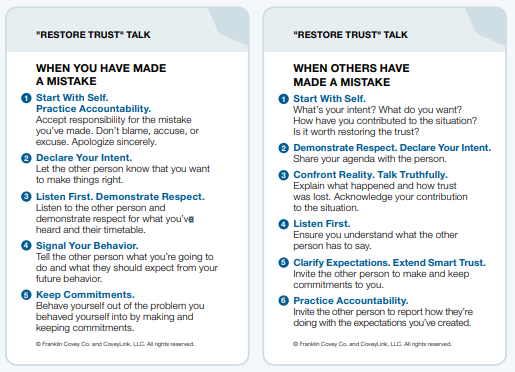 "RESTORE TRUST" TALK
WHEN YOU HAVE MADE
A MISTAKE
1 Start With Self.
Practice Accountability.
Accept responsibility for the mistake
you've made. Don't blame, accuse, or
excuse. Apologize sincerely.
2 Declare Your Intent.
Let the other person know that you want
to make things right.
3 Listen First. Demonstrate Respect.
Listen to the other person and
demonstrate respect for what you've
heard and their timetable.
4 Signal Your Behavior.
Tell the other person what you're going to
do and what they should expect from your
future behavior.
5 Keep Commitments.
Behave yourself out of the problem you
behaved yourself into by making and
keeping commitments.
© Franklin Covey Co. and CoveyLink, LLC. All rights reserved.
"RESTORE TRUST" TALK
WHEN OTHERS HAVE
MADE A MISTAKE
1 Start With Self.
What's your intent? What do you want?
How have you contributed to the situation?
Is it worth restoring the trust?
2 Demonstrate Respect. Declare Your Intent.
Share your agenda with the person.
3 Confront Reality. Talk Truthfully.
Explain what happened and how trust
was lost. Acknowledge your contribution
to the situation.
4 Listen First.
Ensure you understand what the other
person has to say.
5 Clarify Expectations. Extend Smart Trust.
Invite the other person to make and keep
commitments to you.
6 Practice Accountability.
Invite the other person to report how they're
doing with the expectations you've created.
© Franklin Covey Co. and CoveyLink, LLC. All rights reserved.